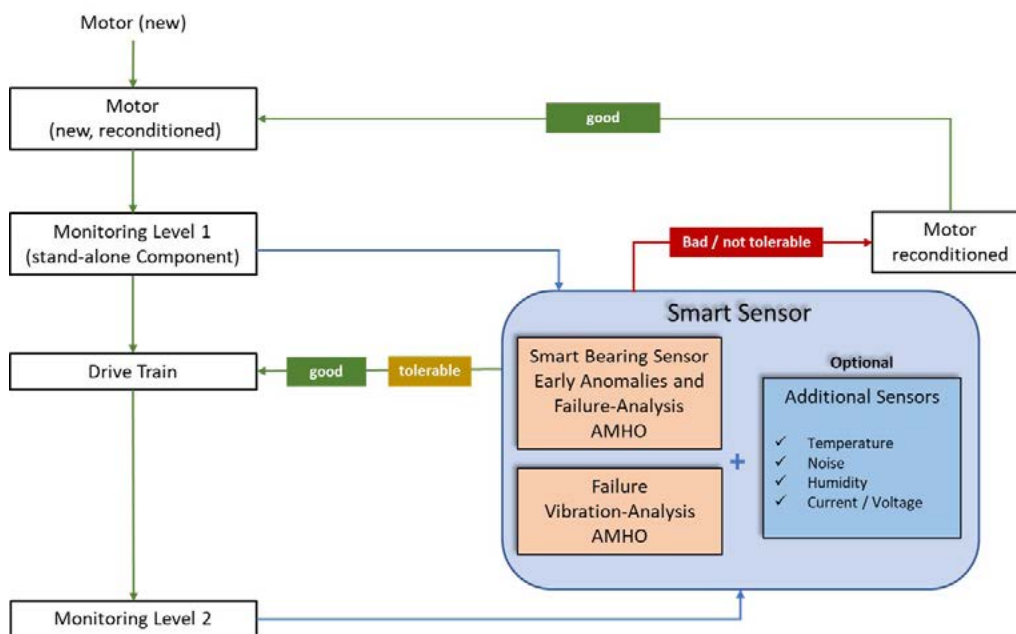 Motor (new)
Motor
(new, reconditioned)
good
Monitoring Level 1
(stand-alone Component)
Bad / not tolerable
Motor
reconditioned
Smart Sensor
Drive Train
good
tolerable
Smart Bearing Sensor
Early Anomalies and
Failure-Analysis
AMHO
Optional
Additional Sensors
✓ Temperature
✓ Noise
✓ Humidity
✓ Current / Voltage
+
Failure
Vibration-Analysis
AMHO
Monitoring Level 2